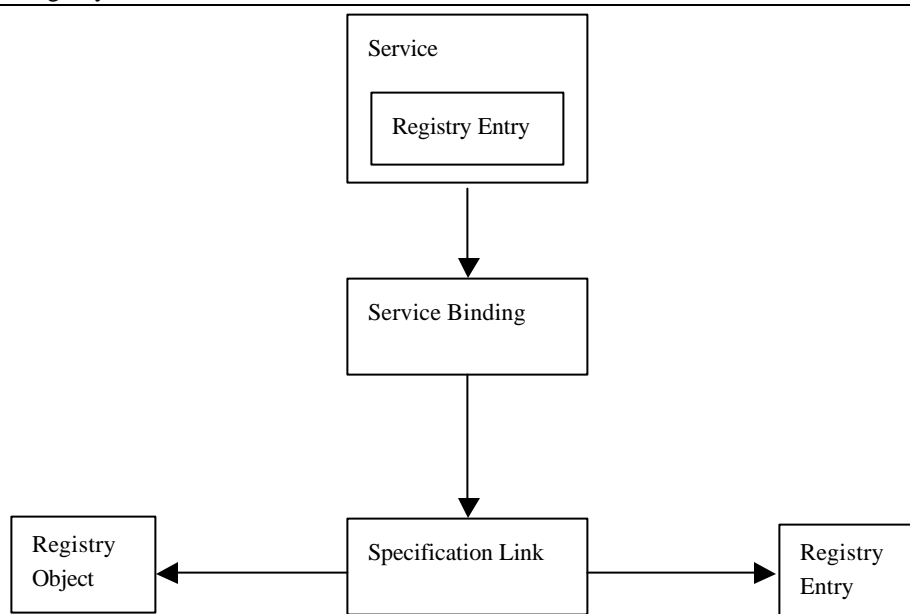 Service
Registry Entry
Service Binding
Registry
Object
Specification Link
Registry
Entry